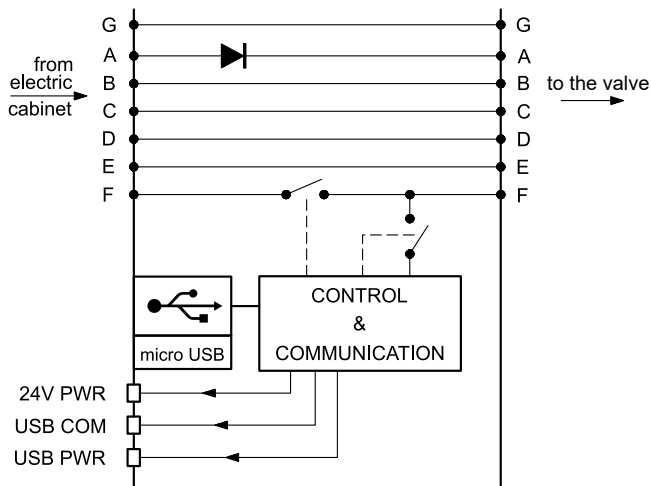 G G
A A
from
electric
cabinet
B B
to the valve
C C
D D
E E
F F
CONTROL
&
COMMUNICATION
micro USB
24V PWR
USB COM
USB PWR